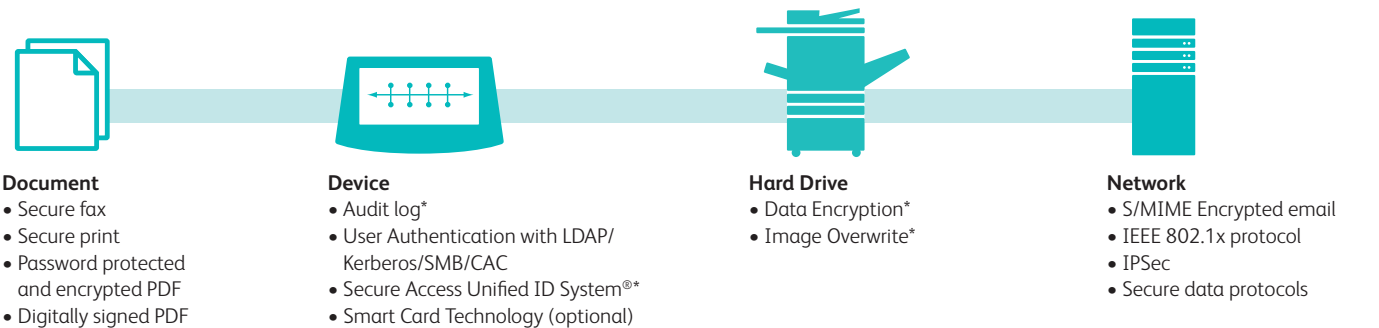 Document
• Secure fax
• Secure print
• Password protected
and encrypted PDF
• Digitally signed PDF
Device
• Audit log*
• User Authentication with LDAP/
Kerberos/SMB/CAC
• Secure Access Unified ID System®*
• Smart Card Technology (optional)
Hard Drive
• Data Encryption*
• Image Overwrite*
Network
• S/MIME Encrypted email
• IEEE 802.1x protocol
• IPSec
• Secure data protocols